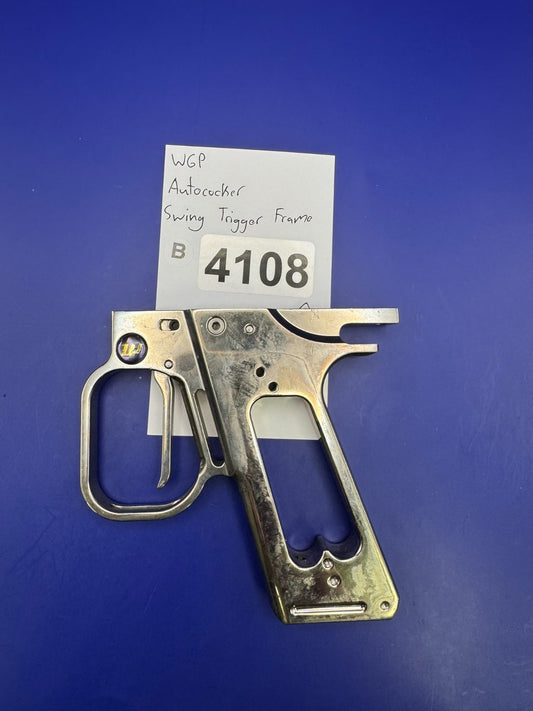 WGP
Autococker
Swing Trigger Frame
B
4108